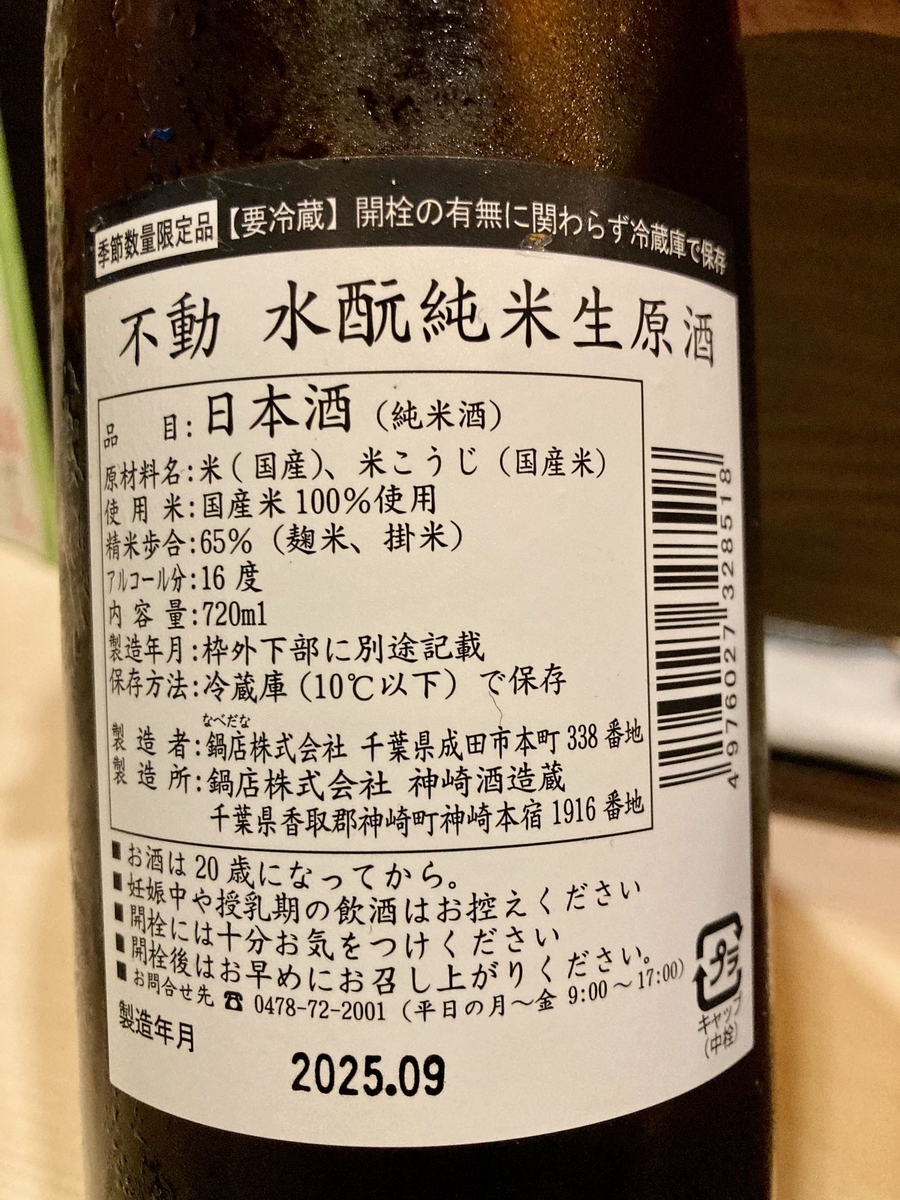 季節数量限定品 【要冷蔵】 開栓の有無に関わらず冷蔵庫で保存
不動 水酛純米生原酒
品 目:日本酒(純米酒)
原材料名:米(国産)、米こうじ(国産米)
使用米:国産米100%使用
精米歩合:65%(麹米、掛米)
アルコール分:16度
内容量:720ml
製造年月:枠外下部に別途記載
保存方法:冷蔵庫(10℃以下)で保存
なべだな
製造者:鍋店株式会社 千葉県成田市本町338番地
製造所:鍋店株式会社 神崎酒造蔵
千葉県香取郡神崎町神崎本宿1916番地
4976027328518
■お酒は20歳になってから。
■妊娠中や授乳期の飲酒はお控えください
■開栓には十分お気をつけください
■開栓後はお早めにお召し上がりください。
■お問合せ先 ☎ 0478-72-2001(平日の月~金 9:00~17:00)
プラ
キャップ
(中栓)
製造年月
2025.09